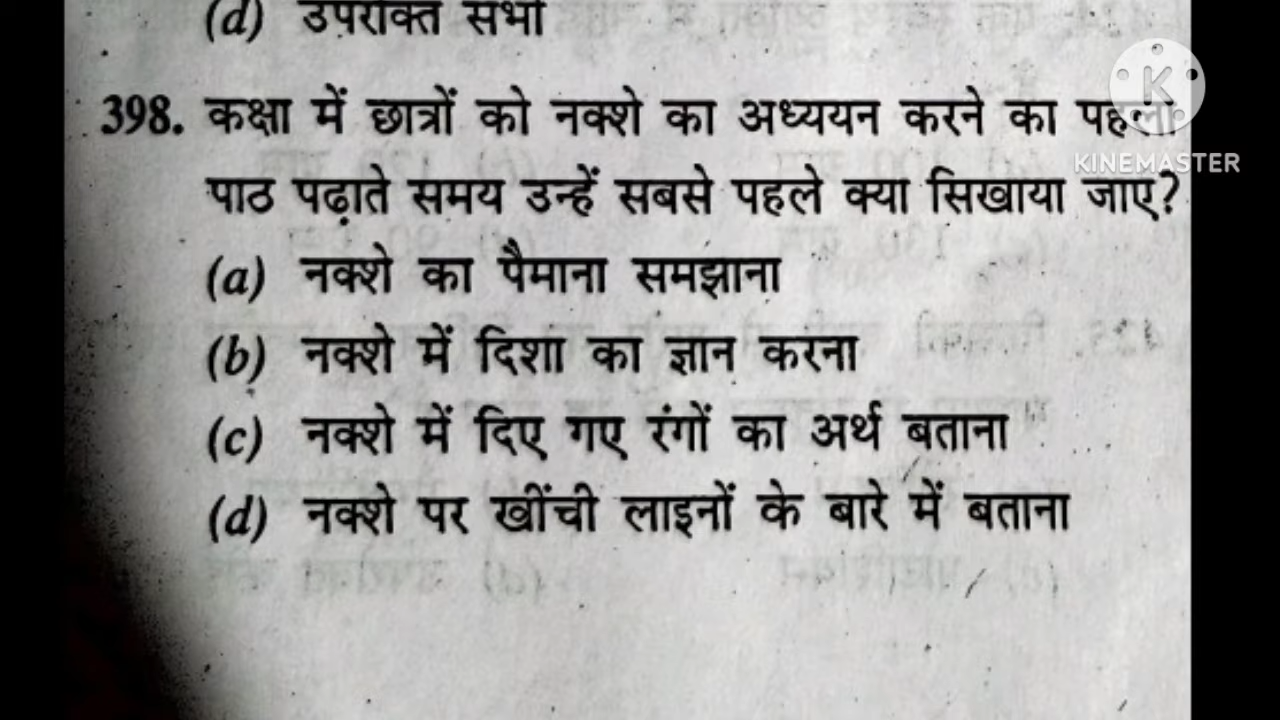 (d) उपरोक्त सभी
398. कक्षा में छात्रों को नक्शे का अध्ययन करने का पहला
पाठ पढ़ाते समय उन्हें सबसे पहले क्या सिखाया जाए?
(a) नक्शे का पैमाना समझाना
(b) नक्शे में दिशा का ज्ञान करना
(c) नक्शे में दिए गए रंगों का अर्थ बताना
(d) नक्शे पर खींची लाइनों के बारे में बताना
K
KINEMASTER